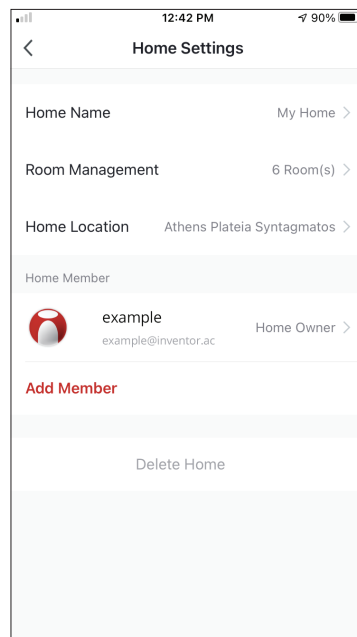 12:42 PM 90%
Home Settings
Home Name My Home
Room Management 6 Room(s)
Home Location Athens Plateia Syntagmatos
Home Member
example
example@inventor.ac
Home Owner
Add Member
Delete Home